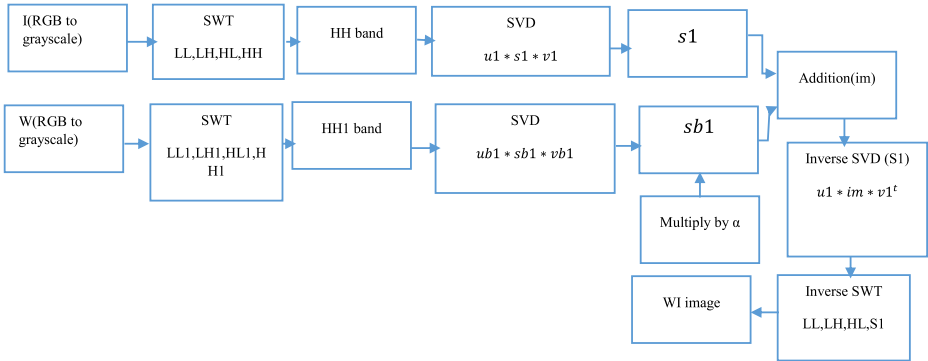 I(RGB to
grayscale)
SWT
LL,LH,HL,HH
HH band
SVD
u1 ∗ s1 ∗ v1
s1
Addition(im)
W(RGB to
grayscale)
SWT
LL1,LH1,HL1,H
H1
HH1 band
SVD
ub1 ∗ sb1 ∗ vb1
sb1
Multiply by α
Inverse SVD (S1)
u1 ∗ im ∗ v1ᵗ
Inverse SWT
LL,LH,HL,S1
WI image